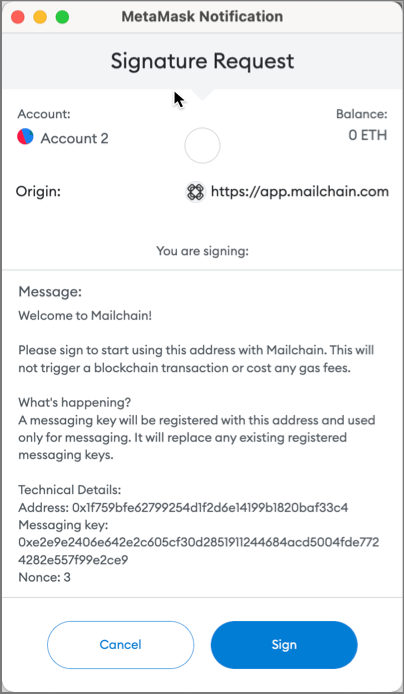 MetaMask Notification
Signature Request
Account:
Balance:
Account 2
0 ETH
Origin:
https://app.mailchain.com
You are signing:
Message:
Welcome to Mailchain!
Please sign to start using this address with Mailchain. This will
not trigger a blockchain transaction or cost any gas fees.
What's happening?
A messaging key will be registered with this address and used
only for messaging. It will replace any existing registered
messaging keys.
Technical Details:
Address: 0x1f759bfe62799254d1f2d6e14199b1820baf33c4
Messaging key:
0xe2e9e2406e642e2c605cf30d2851911244684acd5004fde772
4282e557f99e2ce9
Nonce: 3
Cancel
Sign